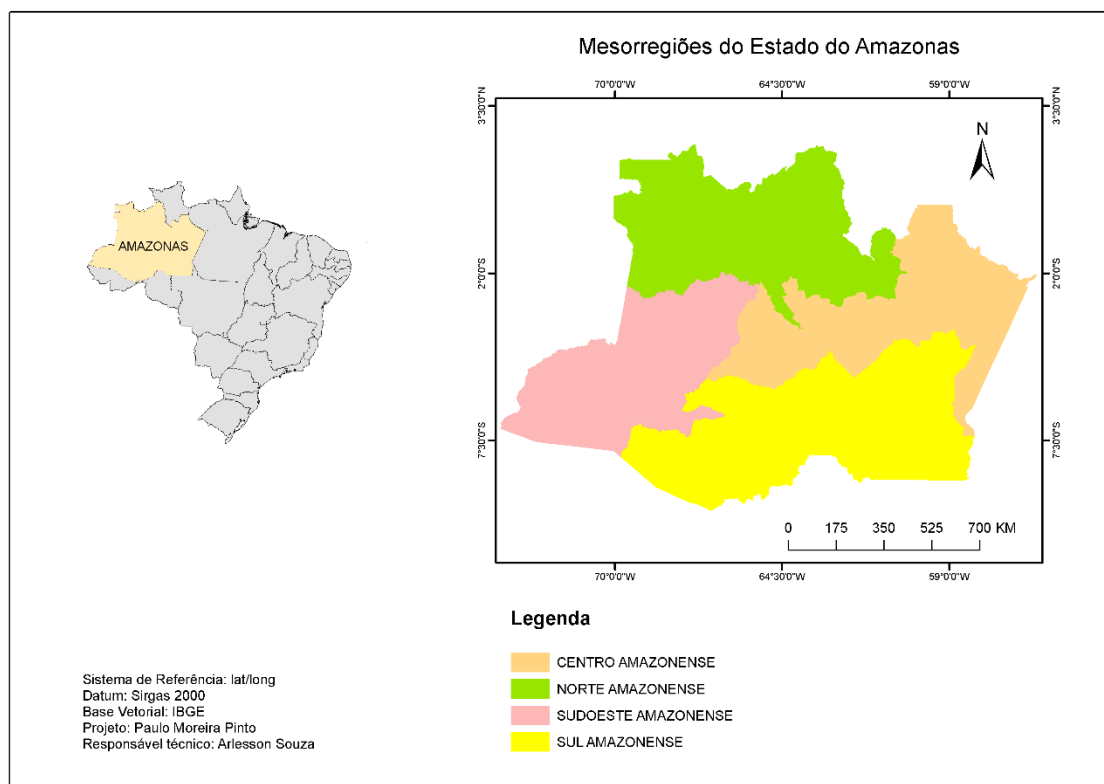 Mesorregiões do Estado do Amazonas
70°0'0"W 64°30'0"W 59°0'0"W
3°30'0"N
N
AMAZONAS
2°0'0"S
7°30'0"S
0 175 350 525 700 KM
70°0'0"W 64°30'0"W 59°0'0"W
3°30'0"N
2°0'0"S
7°30'0"S
Legenda
CENTRO AMAZONENSE
NORTE AMAZONENSE
SUDOESTE AMAZONENSE
SUL AMAZONENSE
Sistema de Referência: lat/long
Datum: Sirgas 2000
Base Vetorial: IBGE
Projeto: Paulo Moreira Pinto
Responsável técnico: Arlesson Souza